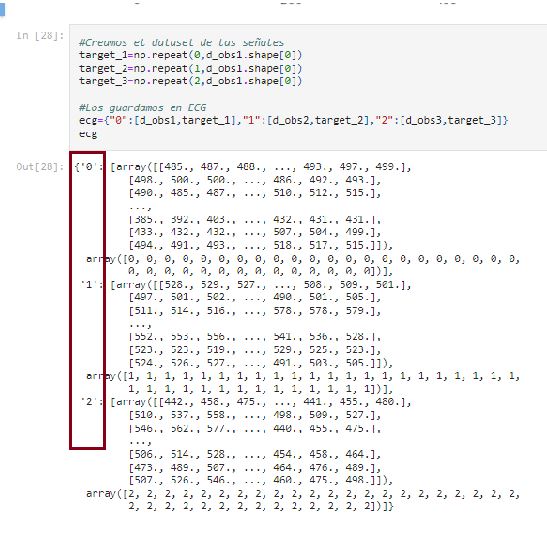 In [28]:
#Creamos el dataset de las señales
target_1=np.repeat(0,d_obs1.shape[0])
target_2=np.repeat(1,d_obs1.shape[0])
target_3=np.repeat(2,d_obs1.shape[0])
#Los guardamos en ECG
ecg={"0":[d_obs1,target_1],"1":[d_obs2,target_2],"2":[d_obs3,target_3]}
ecg
Out[28]: {'0': [array([[485., 487., 488., ..., 493., 497., 499.],
[498., 500., 500., ..., 486., 492., 493.],
[490., 485., 487., ..., 510., 512., 515.],
...,
[385., 392., 403., ..., 432., 431., 431.],
[433., 432., 432., ..., 507., 504., 499.],
[494., 491., 493., ..., 518., 517., 515.]]),
array([0, 0, 0, 0, 0, 0, 0, 0, 0, 0, 0, 0, 0, 0, 0, 0, 0, 0, 0, 0, 0, 0,
0, 0, 0, 0, 0, 0, 0, 0, 0, 0, 0, 0, 0, 0])],
'1': [array([[528., 529., 527., ..., 508., 509., 501.],
[497., 501., 502., ..., 490., 501., 505.],
[511., 514., 516., ..., 578., 578., 579.],
...,
[552., 553., 556., ..., 541., 536., 528.],
[523., 523., 519., ..., 529., 525., 523.],
[524., 526., 527., ..., 491., 503., 505.]]),
array([1, 1, 1, 1, 1, 1, 1, 1, 1, 1, 1, 1, 1, 1, 1, 1, 1, 1, 1, 1, 1, 1,
1, 1, 1, 1, 1, 1, 1, 1, 1, 1, 1, 1, 1, 1])],
'2': [array([[442., 458., 475., ..., 441., 455., 480.],
[510., 537., 558., ..., 498., 509., 527.],
[546., 562., 577., ..., 440., 455., 475.],
...,
[506., 514., 528., ..., 454., 458., 464.],
[473., 489., 507., ..., 464., 476., 489.],
[507., 526., 546., ..., 460., 475., 498.]]),
array([2, 2, 2, 2, 2, 2, 2, 2, 2, 2, 2, 2, 2, 2, 2, 2, 2, 2, 2, 2, 2, 2,
2, 2, 2, 2, 2, 2, 2, 2, 2, 2, 2, 2, 2, 2])]}